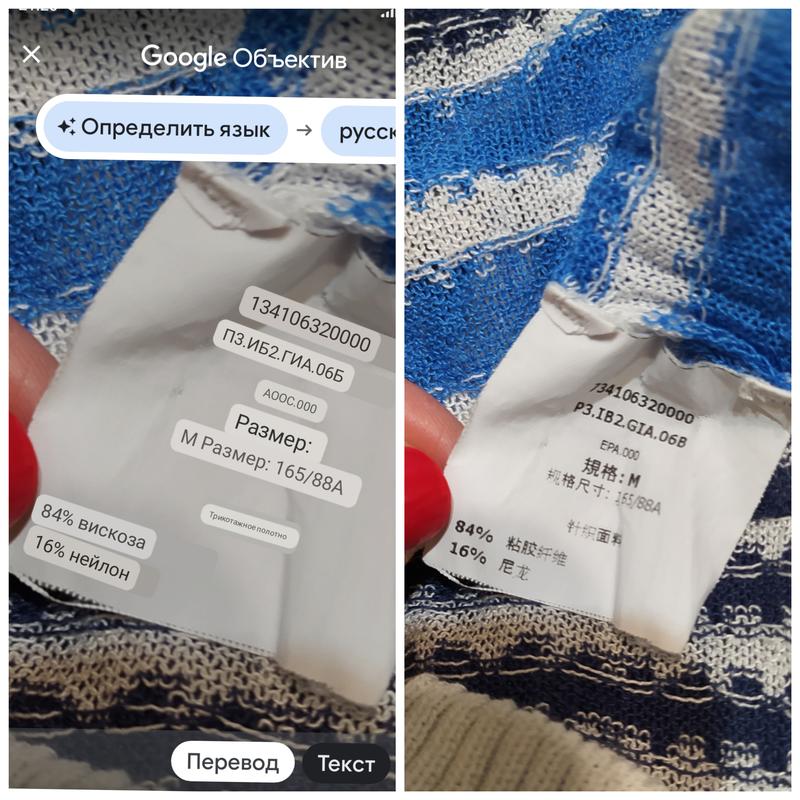 Google Объектив
Определить язык → русск
134106320000
П3.ИБ2.ГИА.06Б
АООС.000
Размер:
М Размер: 165/88A
Трикотажное полотно
84% вискоза
16% нейлон
Перевод Текст
134106320000
P3.IB2.GIA.06B
EPA.000
規格:M
规格尺寸: 165/88A
针织面料
84% 粘胶纤维
16% 尼龙